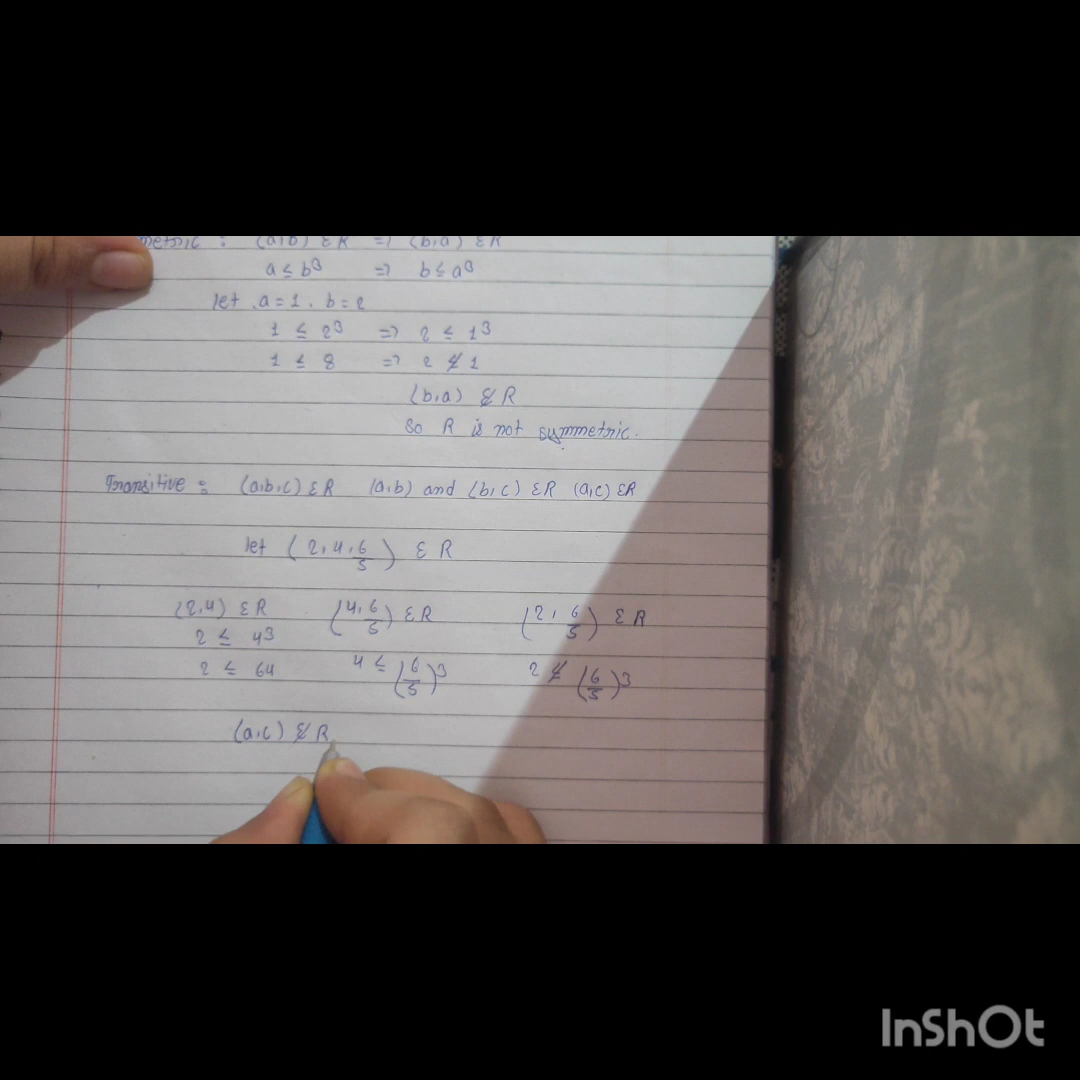 metric : (a,b) ε R => (b,a) ε R
a ≤ b³ => b ≤ a³
let a = 1, b = 2
1 ≤ 2³ => 2 ≤ 1³
1 ≤ 8 => 2 ≰ 1
(b,a) ∉ R
So R is not symmetric.
Transitive : (a,b,c) ε R (a,b) and (b,c) ε R (a,c) ε R
let (2, 4, 6/5) ε R
(2,4) ε R (4, 6/5) ε R (2, 6/5) ε R
2 ≤ 4³
2 ≤ 64 4 ≤ (6/5)³ 2 ≰ (6/5)³
(a,c) ∉ R
InShOt